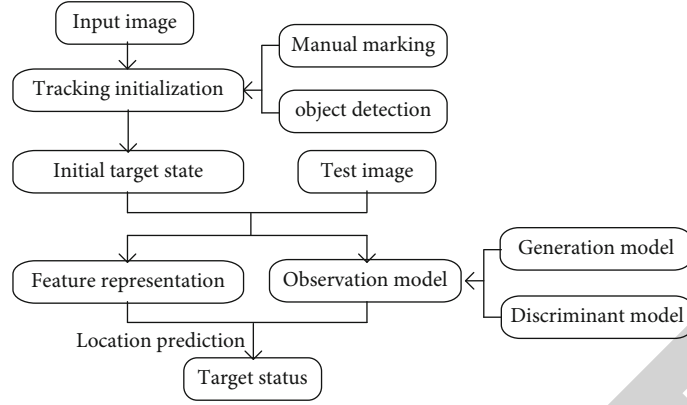 Input image
Manual marking
Tracking initialization
object detection
Initial target state
Test image
Generation model
Feature representation
Observation model
Discriminant model
Location prediction
Target status